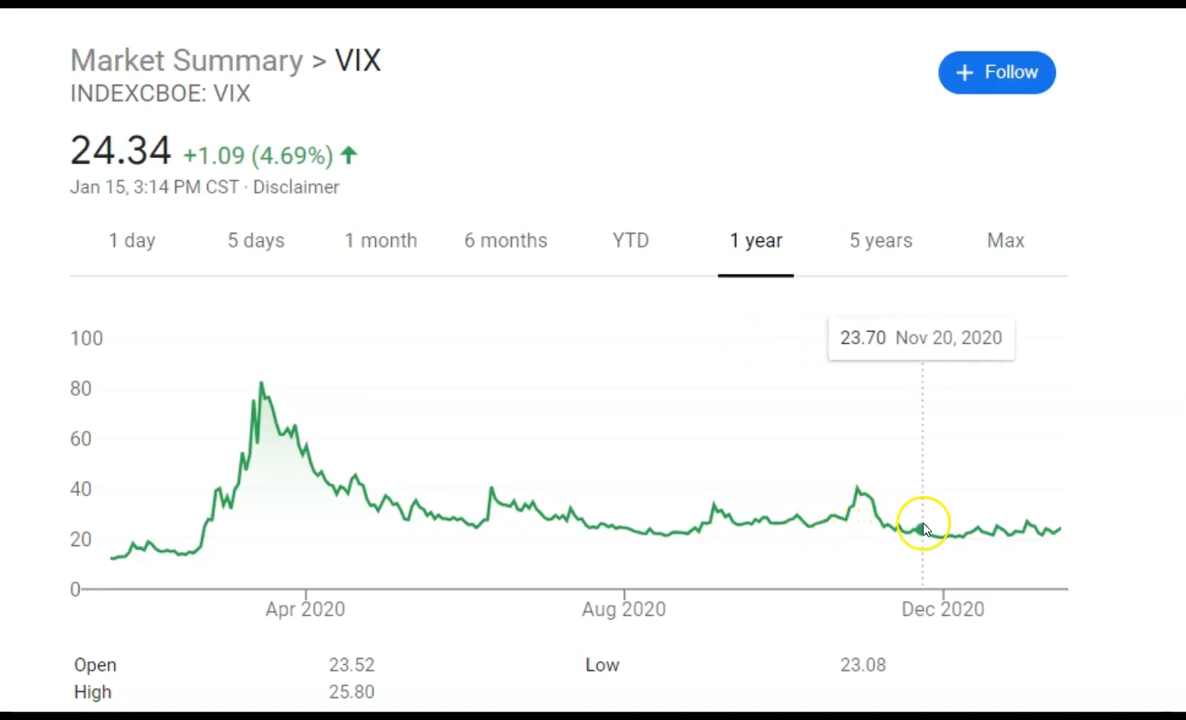 Market Summary > VIX
INDEXCBOE: VIX
+ Follow
24.34 +1.09 (4.69%)
Jan 15, 3:14 PM CST · Disclaimer
1 day 5 days 1 month 6 months YTD 1 year 5 years Max
23.70 Nov 20, 2020
100
80
60
40
20
0
Apr 2020 Aug 2020 Dec 2020
Open 23.52 Low 23.08
High 25.80